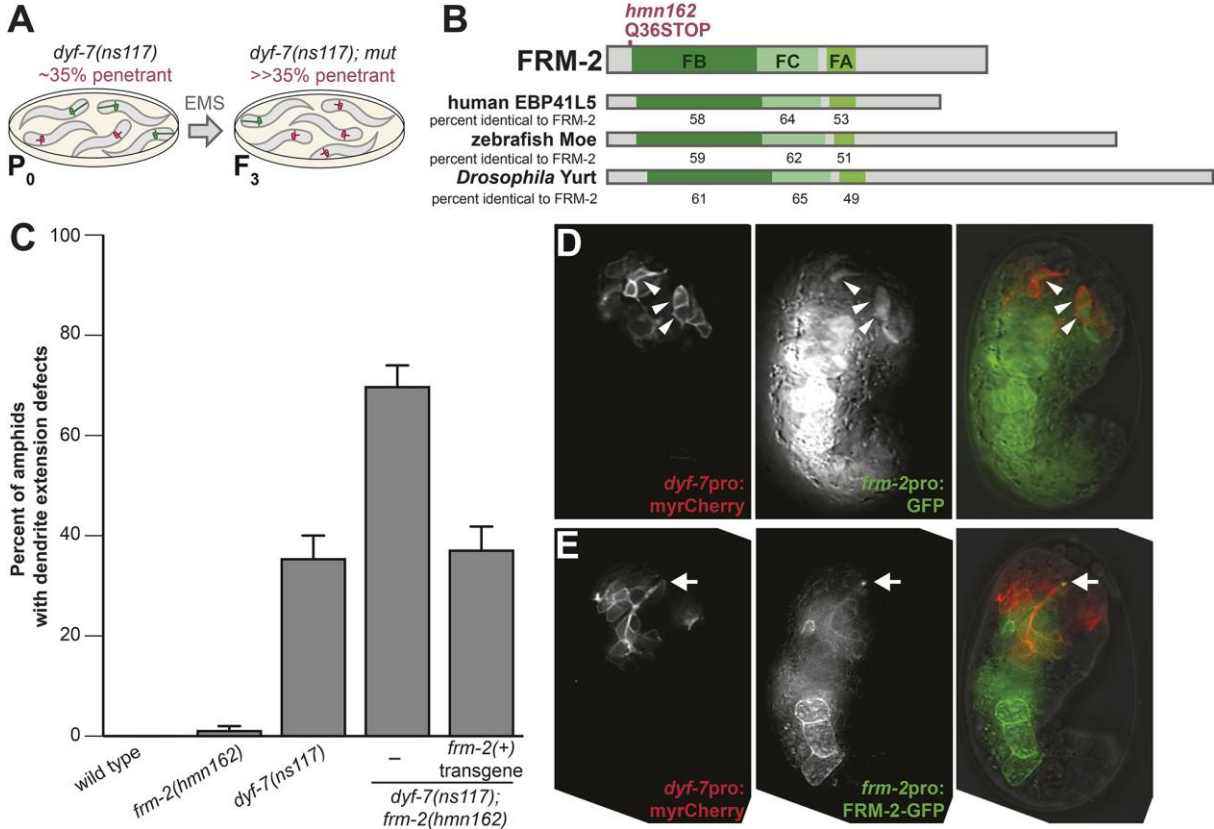 A
dyf-7(ns117)
~35% penetrant
EMS
dyf-7(ns117); mut
>>35% penetrant
P0
F3
B
hmn162
Q36STOP
FRM-2
FB
FC
FA
human EBP41L5
percent identical to FRM-2
58
64
53
zebrafish Moe
percent identical to FRM-2
59
62
51
Drosophila Yurt
percent identical to FRM-2
61
65
49
C
Percent of amphids
with dendrite extension defects
100
80
60
40
20
0
wild type
frm-2(hmn162)
dyf-7(ns117)
–
frm-2(+)
transgene
dyf-7(ns117);
frm-2(hmn162)
D
dyf-7pro:
myrCherry
frm-2pro:
GFP
E
dyf-7pro:
myrCherry
frm-2pro:
FRM-2-GFP